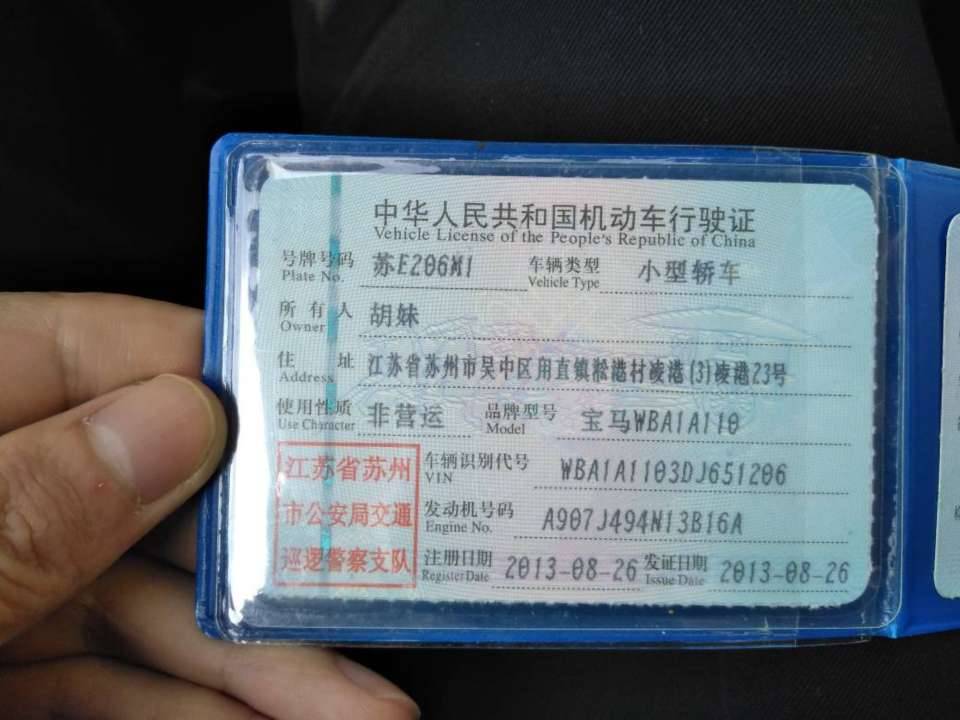 中华人民共和国机动车行驶证
Vehicle License of the People's Republic of China
号牌号码 苏E206M1 车辆类型 小型轿车
Plate No. Vehicle Type
所有人 胡妹
Owner
住址 江苏省苏州市吴中区甪直镇淞港村凌港(3)凌港23号
Address
使用性质 非营运 品牌型号 宝马WBA1A110
Use Character Model
江苏省苏州
市公安局交通
巡逻警察支队
车辆识别代号 WBA1A1103DJ651206
VIN
发动机号码 A907J494N13B16A
Engine No.
注册日期 2013-08-26 发证日期 2013-08-26
Register Date Issue Date